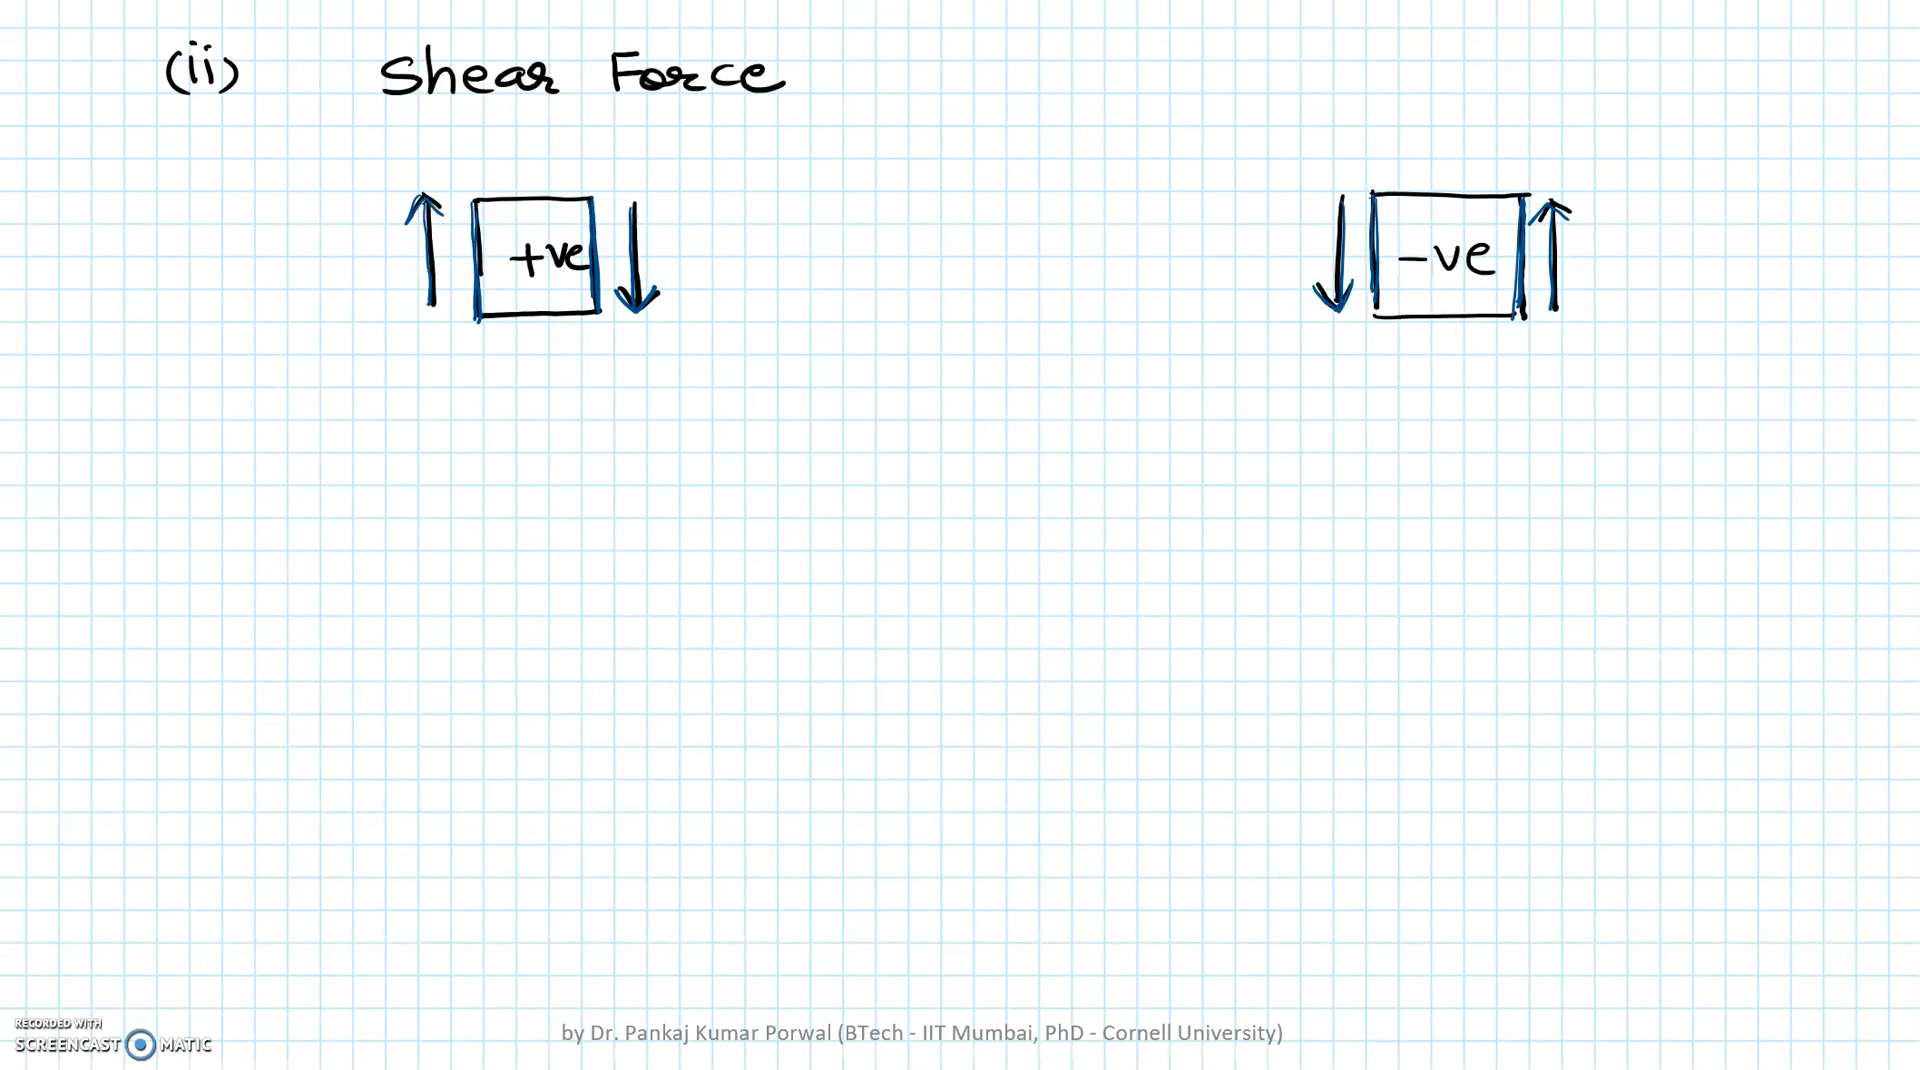 (ii) Shear Force
+ve
-ve
by Dr. Pankaj Kumar Porwal (BTech - IIT Mumbai, PhD - Cornell University)
RECORDED WITH
SCREENCAST MATIC